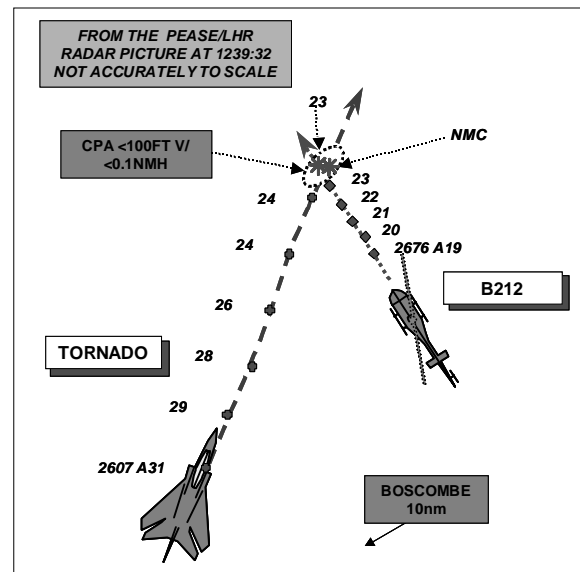 FROM THE PEASE/LHR
RADAR PICTURE AT 1239:32
NOT ACCURATELY TO SCALE
23
CPA <100FT V/
<0.1NMH
NMC
23
24
22
21
20
24
2676 A19
B212
26
TORNADO
28
29
2607 A31
BOSCOMBE
10nm